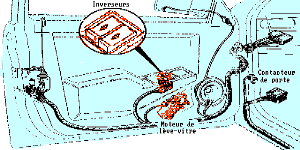 Inverseurs
Contacteur
de porte
Moteur de
lève-vitre